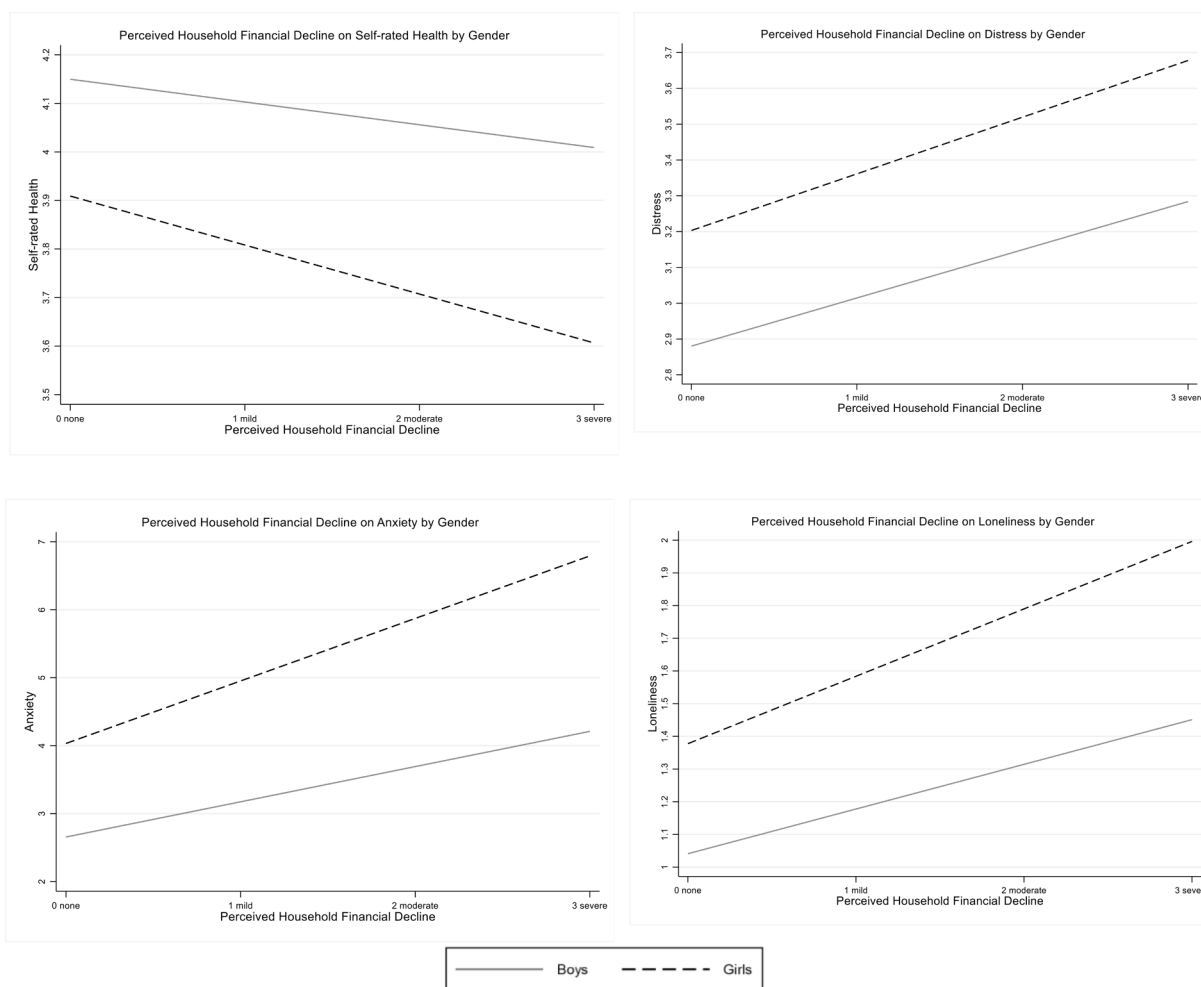 Perceived Household Financial Decline on Self-rated Health by Gender
4.2
4.1
4
3.9
3.8
3.7
3.6
3.5
Self-rated Health
0 none
1 mild
2 moderate
3 severe
Perceived Household Financial Decline
Perceived Household Financial Decline on Distress by Gender
3.7
3.6
3.5
3.4
3.3
3.2
3.1
3
2.9
2.8
Distress
0 none
1 mild
2 moderate
3 severe
Perceived Household Financial Decline
Perceived Household Financial Decline on Anxiety by Gender
7
6
5
4
3
2
Anxiety
0 none
1 mild
2 moderate
3 severe
Perceived Household Financial Decline
Perceived Household Financial Decline on Loneliness by Gender
2
1.9
1.8
1.7
1.6
1.5
1.4
1.3
1.2
1.1
1
Loneliness
0 none
1 mild
2 moderate
3 severe
Perceived Household Financial Decline
Boys
Girls